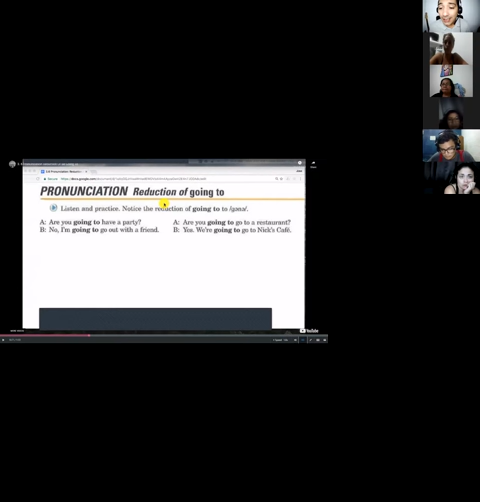 PRONUNCIATION Reduction of going to
Listen and practice. Notice the reduction of going to to /gənə/.
A: Are you going to have a party?
B: No, I'm going to go out with a friend.
A: Are you going to go to a restaurant?
B: Yes. We're going to go to Nick's Café.
YouTube